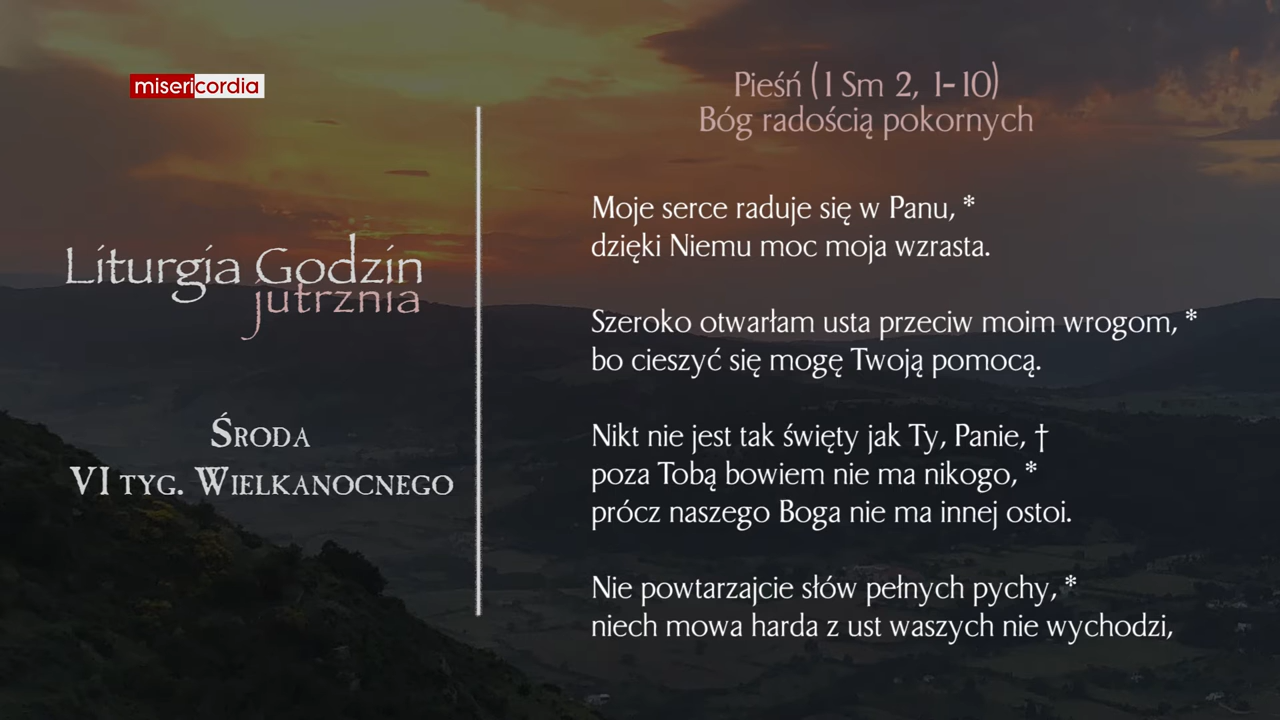 misericordia
Liturgia Godzin
jutrznia
Środa
VI tyg. Wielkanocnego
Pieśń (1 Sm 2, 1-10)
Bóg radością pokornych
Moje serce raduje się w Panu, *
dzięki Niemu moc moja wzrasta.
Szeroko otwarłam usta przeciw moim wrogom, *
bo cieszyć się mogę Twoją pomocą.
Nikt nie jest tak święty jak Ty, Panie, †
poza Tobą bowiem nie ma nikogo, *
prócz naszego Boga nie ma innej ostoi.
Nie powtarzajcie słów pełnych pychy, *
niech mowa harda z ust waszych nie wychodzi,